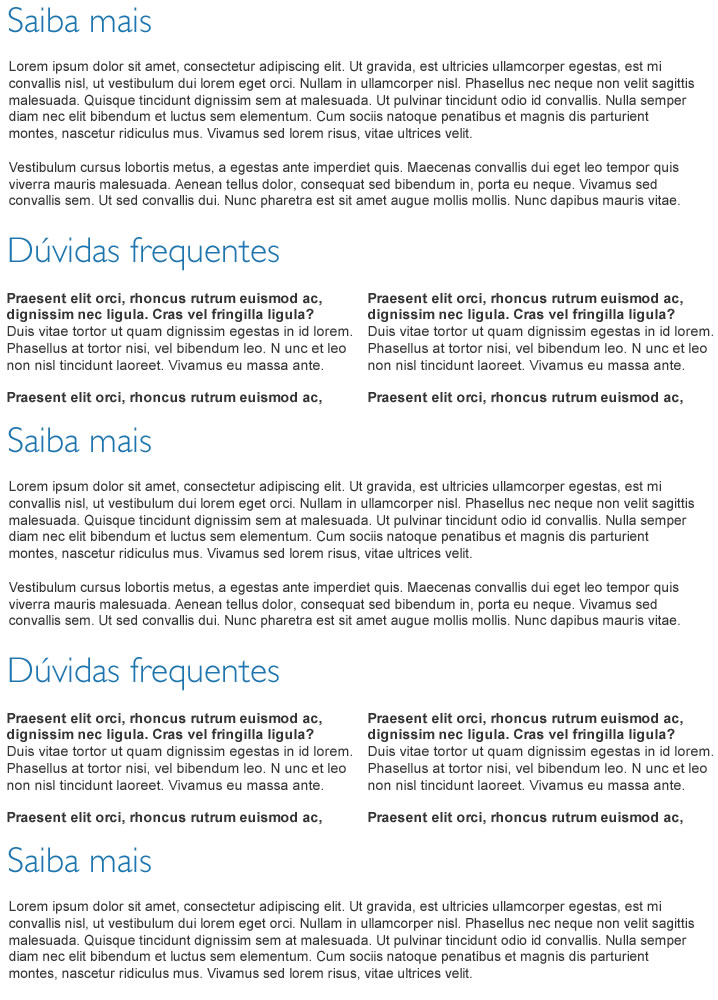 Saiba mais
Lorem ipsum dolor sit amet, consectetur adipiscing elit. Ut gravida, est ultricies ullamcorper egestas, est mi
convallis nisl, ut vestibulum dui lorem eget orci. Nullam in ullamcorper nisl. Phasellus nec neque non velit sagittis
malesuada. Quisque tincidunt dignissim sem at malesuada. Ut pulvinar tincidunt odio id convallis. Nulla semper
diam nec elit bibendum et luctus sem elementum. Cum sociis natoque penatibus et magnis dis parturient
montes, nascetur ridiculus mus. Vivamus sed lorem risus, vitae ultrices velit.
Vestibulum cursus lobortis metus, a egestas ante imperdiet quis. Maecenas convallis dui eget leo tempor quis
viverra mauris malesuada. Aenean tellus dolor, consequat sed bibendum in, porta eu neque. Vivamus sed
convallis sem. Ut sed convallis dui. Nunc pharetra est sit amet augue mollis mollis. Nunc dapibus mauris vitae.
Dúvidas frequentes
Praesent elit orci, rhoncus rutrum euismod ac,
dignissim nec ligula. Cras vel fringilla ligula?
Duis vitae tortor ut quam dignissim egestas in id lorem.
Phasellus at tortor nisi, vel bibendum leo. N unc et leo
non nisl tincidunt laoreet. Vivamus eu massa ante.
Praesent elit orci, rhoncus rutrum euismod ac,
Praesent elit orci, rhoncus rutrum euismod ac,
dignissim nec ligula. Cras vel fringilla ligula?
Duis vitae tortor ut quam dignissim egestas in id lorem.
Phasellus at tortor nisi, vel bibendum leo. N unc et leo
non nisl tincidunt laoreet. Vivamus eu massa ante.
Praesent elit orci, rhoncus rutrum euismod ac,
Saiba mais
Lorem ipsum dolor sit amet, consectetur adipiscing elit. Ut gravida, est ultricies ullamcorper egestas, est mi
convallis nisl, ut vestibulum dui lorem eget orci. Nullam in ullamcorper nisl. Phasellus nec neque non velit sagittis
malesuada. Quisque tincidunt dignissim sem at malesuada. Ut pulvinar tincidunt odio id convallis. Nulla semper
diam nec elit bibendum et luctus sem elementum. Cum sociis natoque penatibus et magnis dis parturient
montes, nascetur ridiculus mus. Vivamus sed lorem risus, vitae ultrices velit.
Vestibulum cursus lobortis metus, a egestas ante imperdiet quis. Maecenas convallis dui eget leo tempor quis
viverra mauris malesuada. Aenean tellus dolor, consequat sed bibendum in, porta eu neque. Vivamus sed
convallis sem. Ut sed convallis dui. Nunc pharetra est sit amet augue mollis mollis. Nunc dapibus mauris vitae.
Dúvidas frequentes
Praesent elit orci, rhoncus rutrum euismod ac,
dignissim nec ligula. Cras vel fringilla ligula?
Duis vitae tortor ut quam dignissim egestas in id lorem.
Phasellus at tortor nisi, vel bibendum leo. N unc et leo
non nisl tincidunt laoreet. Vivamus eu massa ante.
Praesent elit orci, rhoncus rutrum euismod ac,
Praesent elit orci, rhoncus rutrum euismod ac,
dignissim nec ligula. Cras vel fringilla ligula?
Duis vitae tortor ut quam dignissim egestas in id lorem.
Phasellus at tortor nisi, vel bibendum leo. N unc et leo
non nisl tincidunt laoreet. Vivamus eu massa ante.
Praesent elit orci, rhoncus rutrum euismod ac,
Saiba mais
Lorem ipsum dolor sit amet, consectetur adipiscing elit. Ut gravida, est ultricies ullamcorper egestas, est mi
convallis nisl, ut vestibulum dui lorem eget orci. Nullam in ullamcorper nisl. Phasellus nec neque non velit sagittis
malesuada. Quisque tincidunt dignissim sem at malesuada. Ut pulvinar tincidunt odio id convallis. Nulla semper
diam nec elit bibendum et luctus sem elementum. Cum sociis natoque penatibus et magnis dis parturient
montes, nascetur ridiculus mus. Vivamus sed lorem risus, vitae ultrices velit.